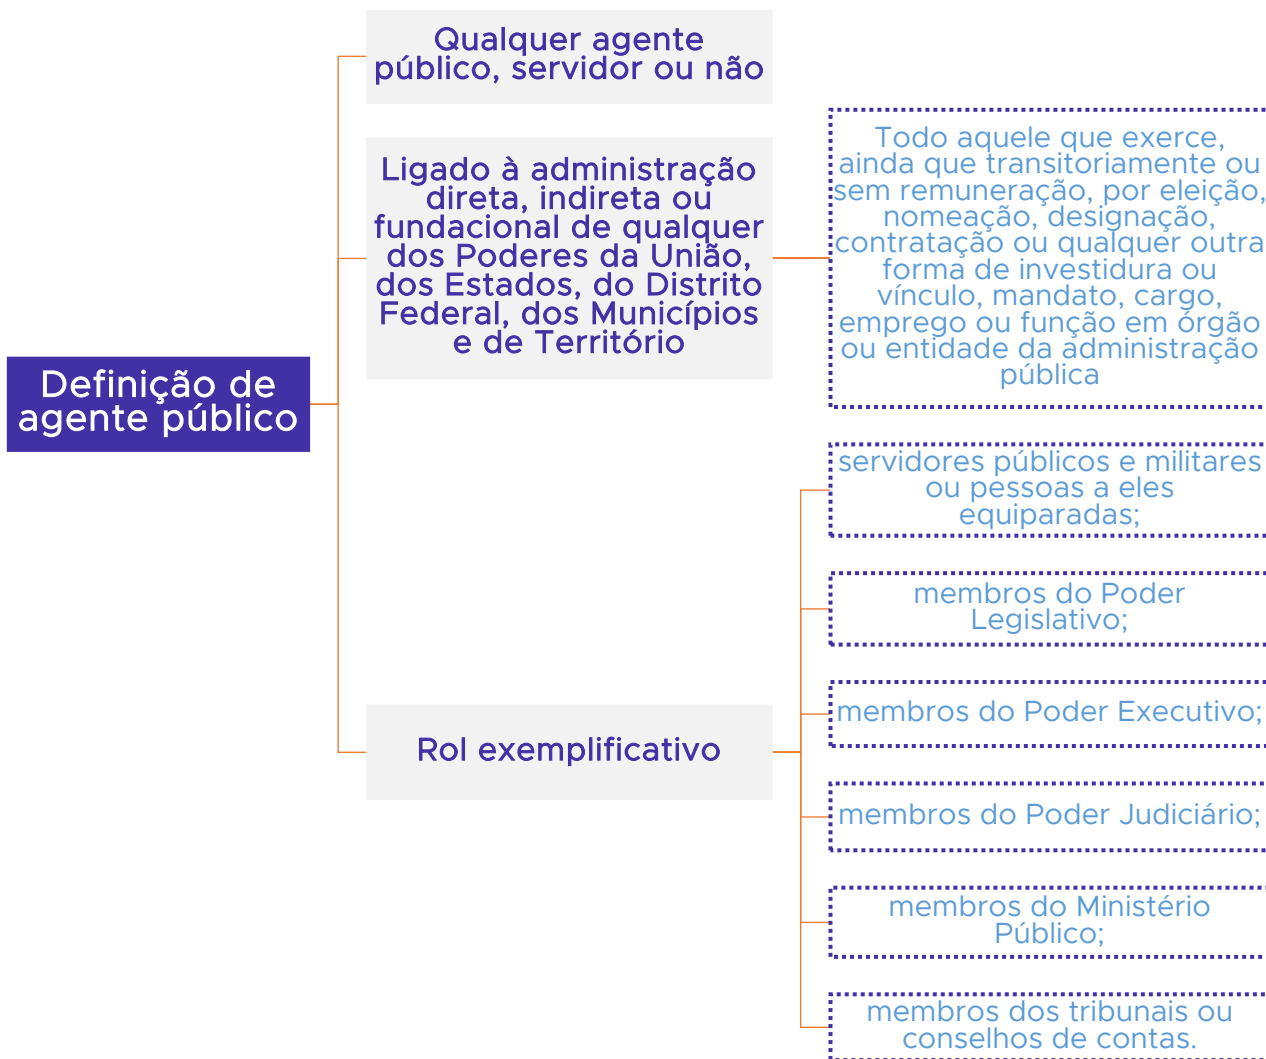 Definição de
agente público
Qualquer agente
público, servidor ou não
Ligado à administração
direta, indireta ou
fundacional de qualquer
dos Poderes da União,
dos Estados, do Distrito
Federal, dos Municípios
e de Território
Todo aquele que exerce,
ainda que transitoriamente ou
sem remuneração, por eleição,
nomeação, designação,
contratação ou qualquer outra
forma de investidura ou
vínculo, mandato, cargo,
emprego ou função em órgão
ou entidade da administração
pública
Rol exemplificativo
servidores públicos e militares
ou pessoas a eles
equiparadas;
membros do Poder
Legislativo;
membros do Poder Executivo;
membros do Poder Judiciário;
membros do Ministério
Público;
membros dos tribunais ou
conselhos de contas.